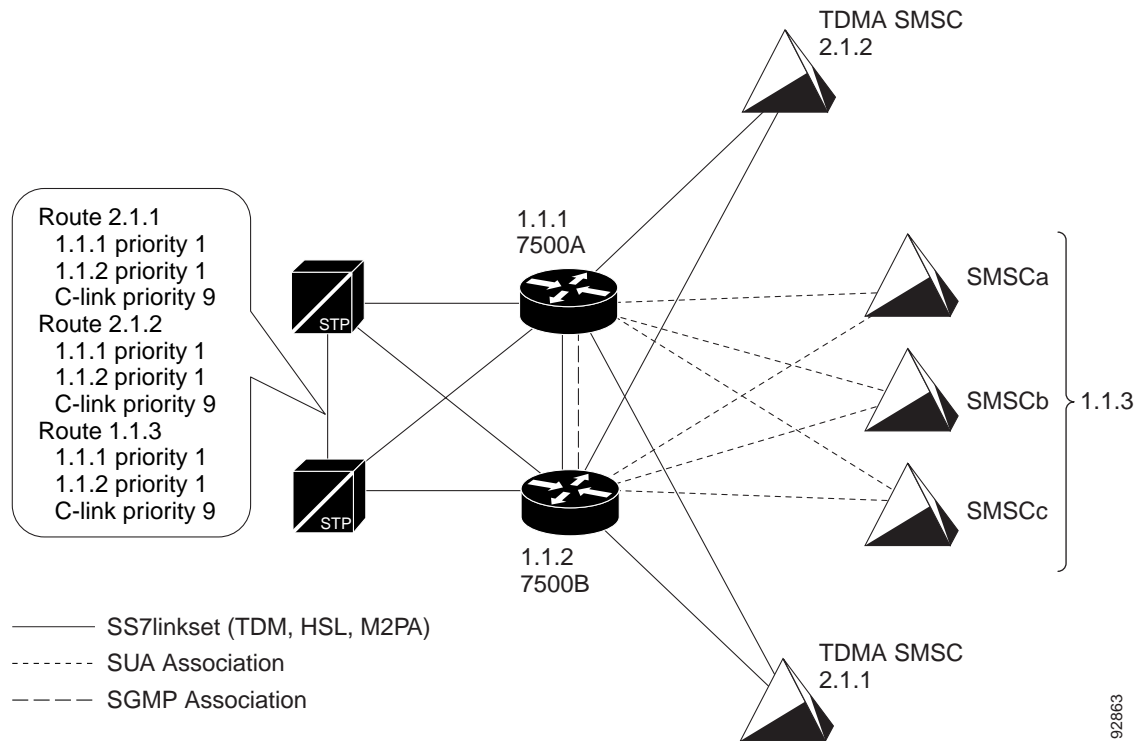 TDMA SMSC
2.1.2
Route 2.1.1
1.1.1 priority 1
1.1.2 priority 1
C-link priority 9
Route 2.1.2
1.1.1 priority 1
1.1.2 priority 1
C-link priority 9
Route 1.1.3
1.1.1 priority 1
1.1.2 priority 1
C-link priority 9
STP
STP
1.1.1
7500A
1.1.2
7500B
SMSCa
SMSCb
SMSCc
1.1.3
SS7linkset (TDM, HSL, M2PA)
SUA Association
SGMP Association
TDMA SMSC
2.1.1
92863